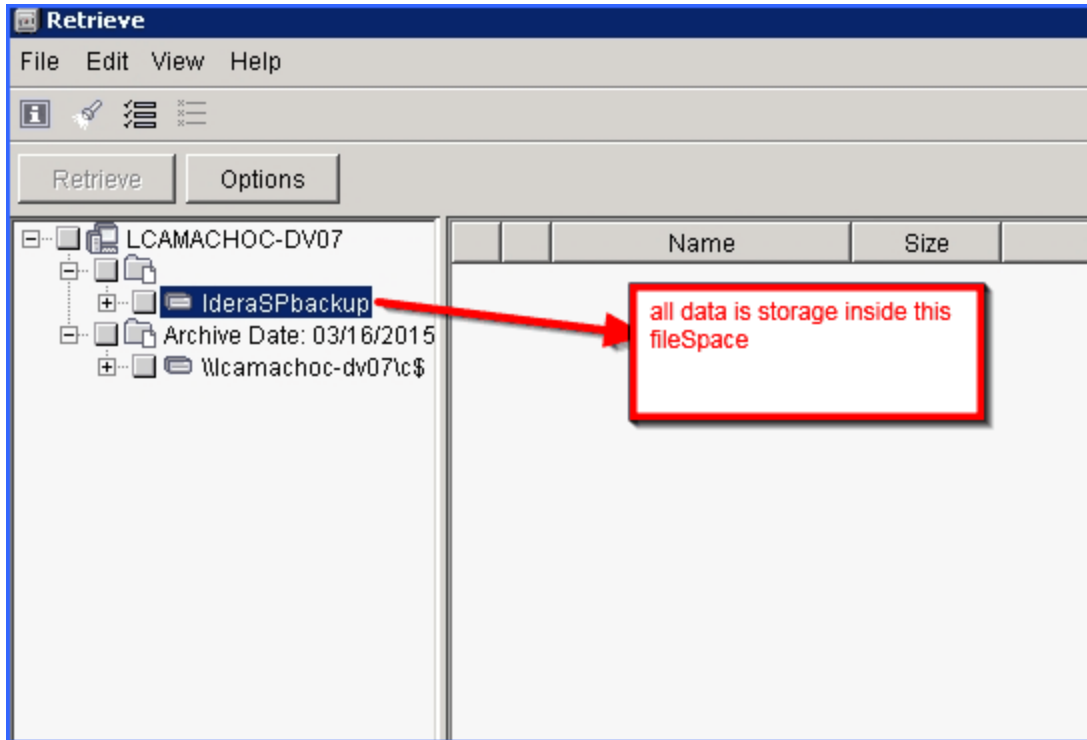 Retrieve
File Edit View Help
Retrieve Options
LCAMACHOC-DV07
IderaSPbackup
Archive Date: 03/16/2015
\\lcamachoc-dv07\c$
Name Size
all data is storage inside this
fileSpace